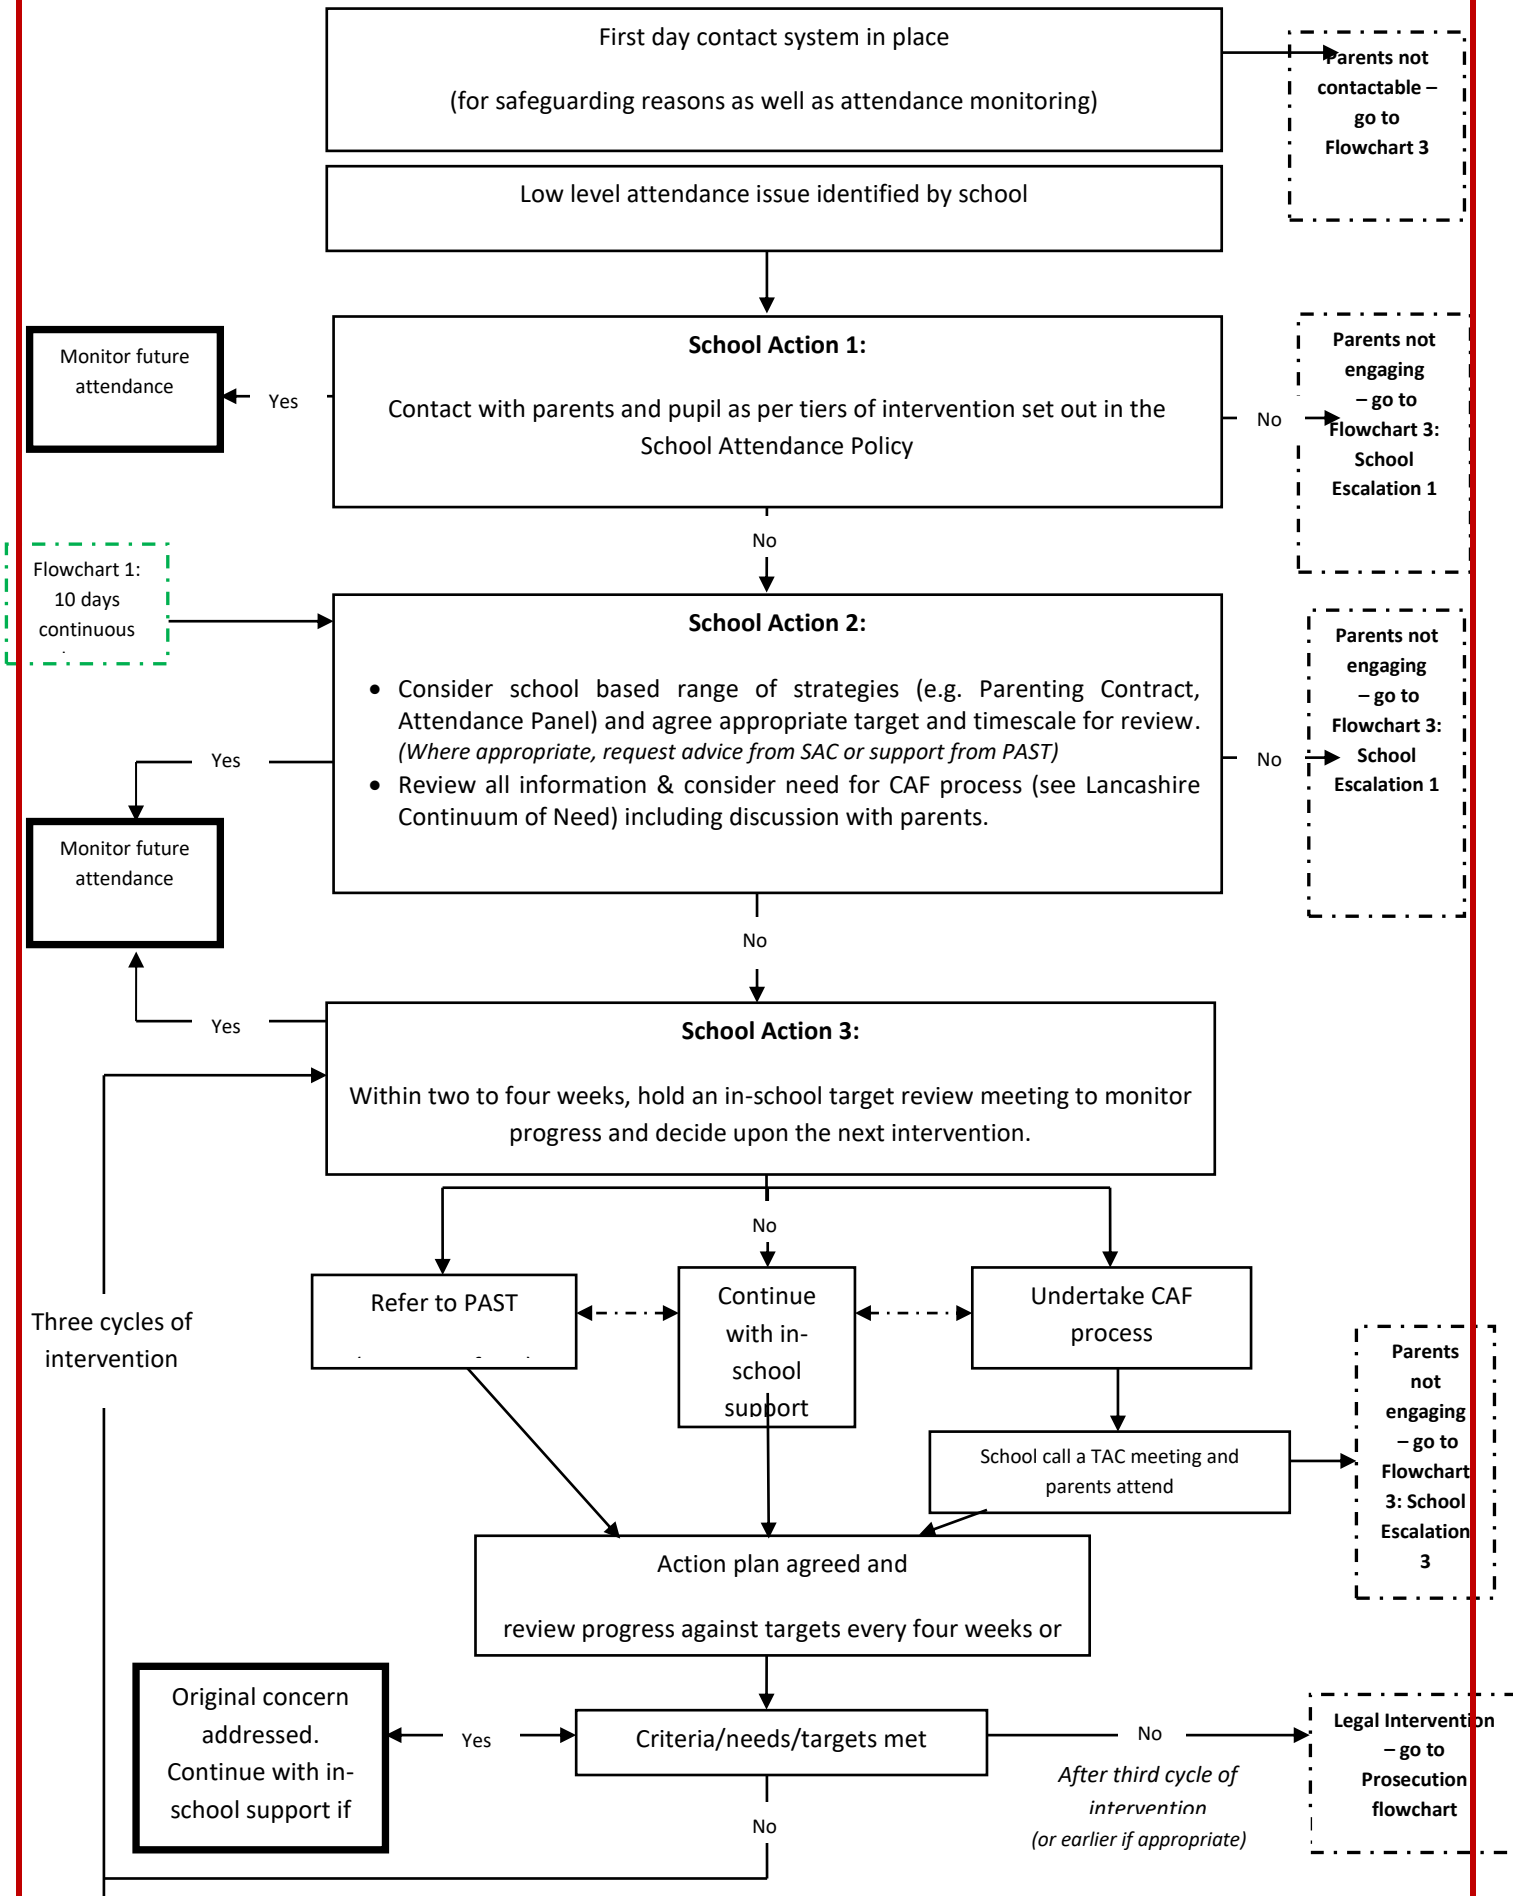 First day contact system in place
(for safeguarding reasons as well as attendance monitoring)
Parents not
contactable –
go to
Flowchart 3
Low level attendance issue identified by school
School Action 1:
Contact with parents and pupil as per tiers of intervention set out in the
School Attendance Policy
Monitor future
attendance
Yes
No
Parents not
engaging
– go to
Flowchart 3:
School
Escalation 1
No
Flowchart 1:
10 days
continuous
School Action 2:
• Consider school based range of strategies (e.g. Parenting Contract,
Attendance Panel) and agree appropriate target and timescale for review.
(Where appropriate, request advice from SAC or support from PAST)
• Review all information & consider need for CAF process (see Lancashire
Continuum of Need) including discussion with parents.
Yes
No
Parents not
engaging
– go to
Flowchart 3:
School
Escalation 1
Monitor future
attendance
No
Yes
School Action 3:
Within two to four weeks, hold an in-school target review meeting to monitor
progress and decide upon the next intervention.
No
Three cycles of
intervention
Refer to PAST
Continue
with in-
school
support
Undertake CAF
process
School call a TAC meeting and
parents attend
Parents
not
engaging
– go to
Flowchart
3: School
Escalation
3
Action plan agreed and
review progress against targets every four weeks or
Original concern
addressed.
Continue with in-
school support if
Yes
Criteria/needs/targets met
No
After third cycle of
intervention
(or earlier if appropriate)
Legal Intervention
– go to
Prosecution
flowchart
No